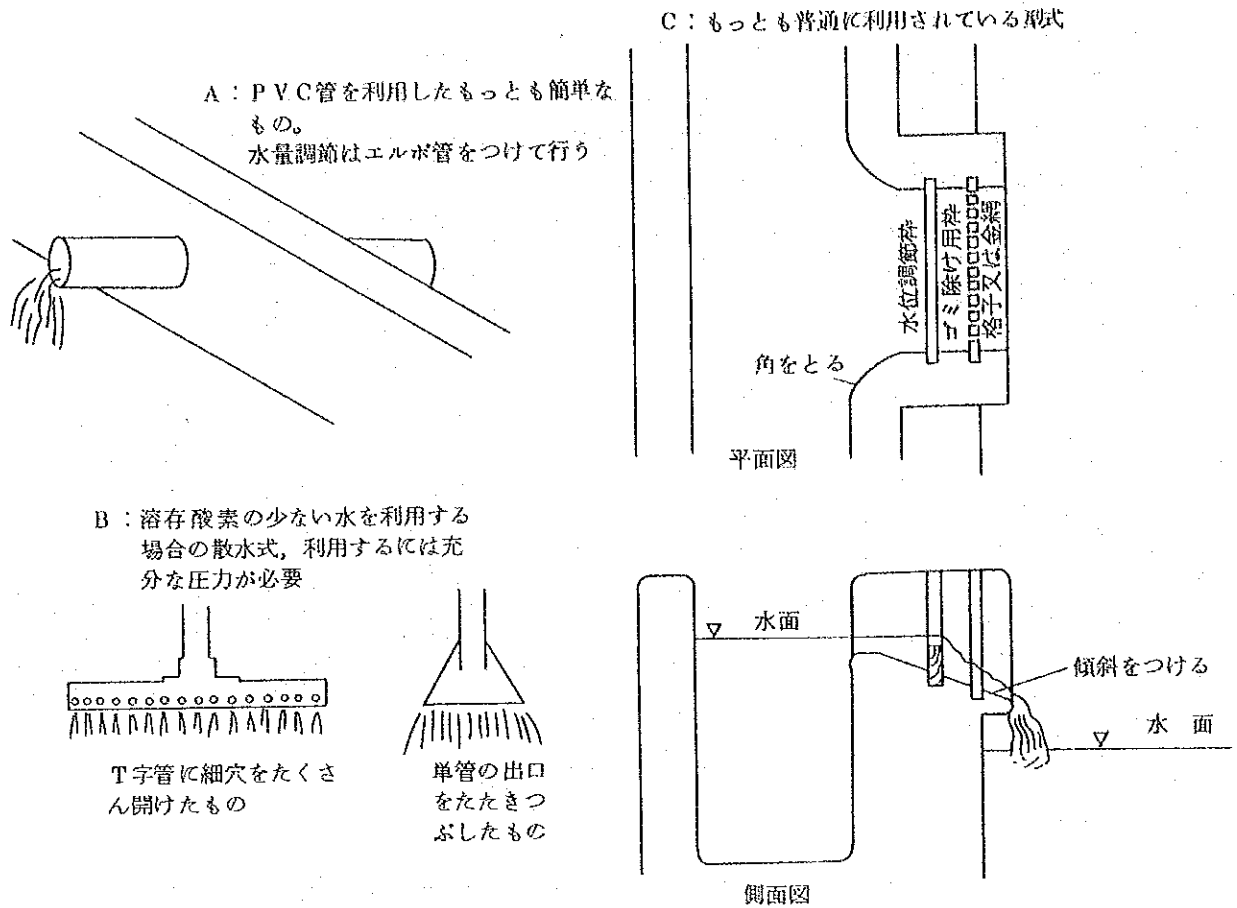 C：もっとも普通に利用されている型式
A：PVC管を利用したもっとも簡単な
もの。
水量調節はエルボ管をつけて行う
水位調節枠
ゴミ除け用枠
格子又は金網
角をとる
平面図
B：溶存酸素の少ない水を利用する
場合の散水式，利用するには充
分な圧力が必要
T字管に細穴をたくさ
ん開けたもの
単管の出口
をたたきつ
ぶしたもの
水面
傾斜をつける
水面
側面図